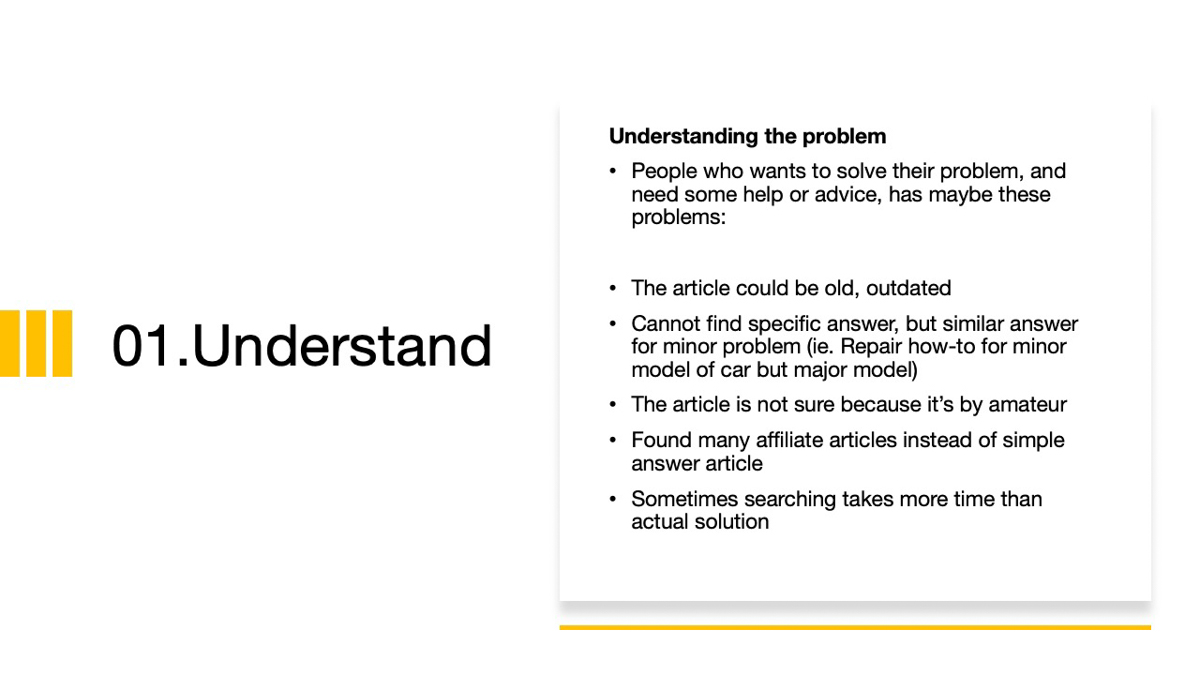 01.Understand
Understanding the problem
• People who wants to solve their problem, and
need some help or advice, has maybe these
problems:
• The article could be old, outdated
• Cannot find specific answer, but similar answer
for minor problem (ie. Repair how-to for minor
model of car but major model)
• The article is not sure because it’s by amateur
• Found many affiliate articles instead of simple
answer article
• Sometimes searching takes more time than
actual solution